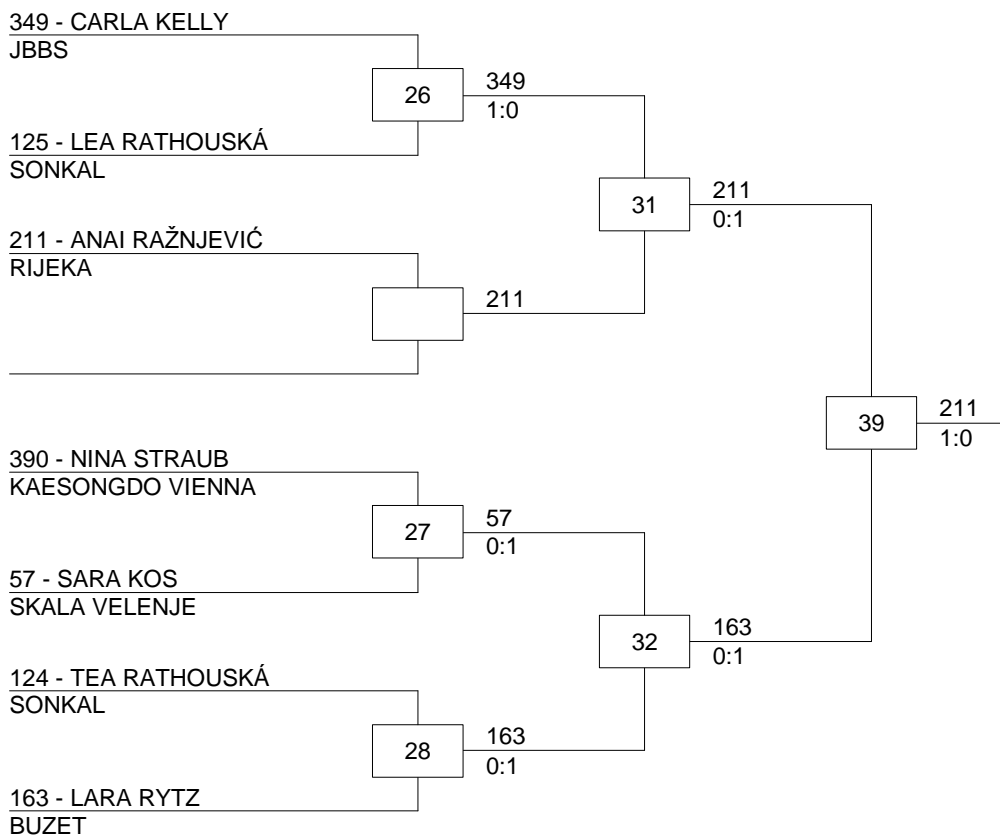 349 - CARLA KELLY
JBBS
26
349
1:0
125 - LEA RATHOUSKÁ
SONKAL
31
211
0:1
211 - ANAI RAŽNJEVIĆ
RIJEKA
211
39
211
1:0
390 - NINA STRAUB
KAESONGDO VIENNA
27
57
0:1
57 - SARA KOS
SKALA VELENJE
32
163
0:1
124 - TEA RATHOUSKÁ
SONKAL
28
163
0:1
163 - LARA RYTZ
BUZET